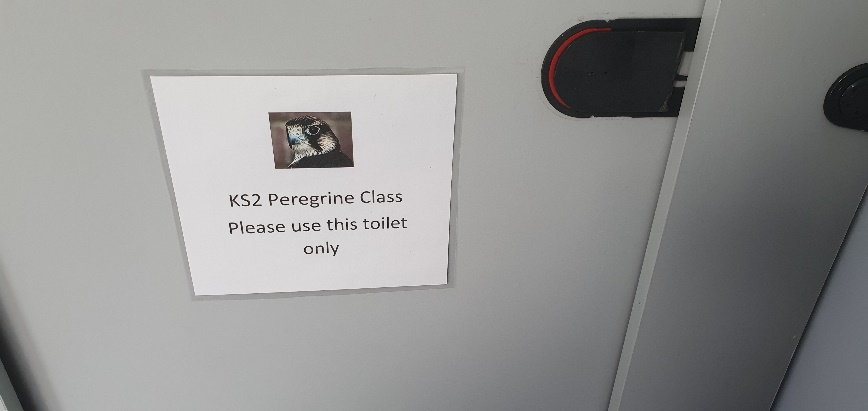 KS2 Peregrine Class
Please use this toilet
only